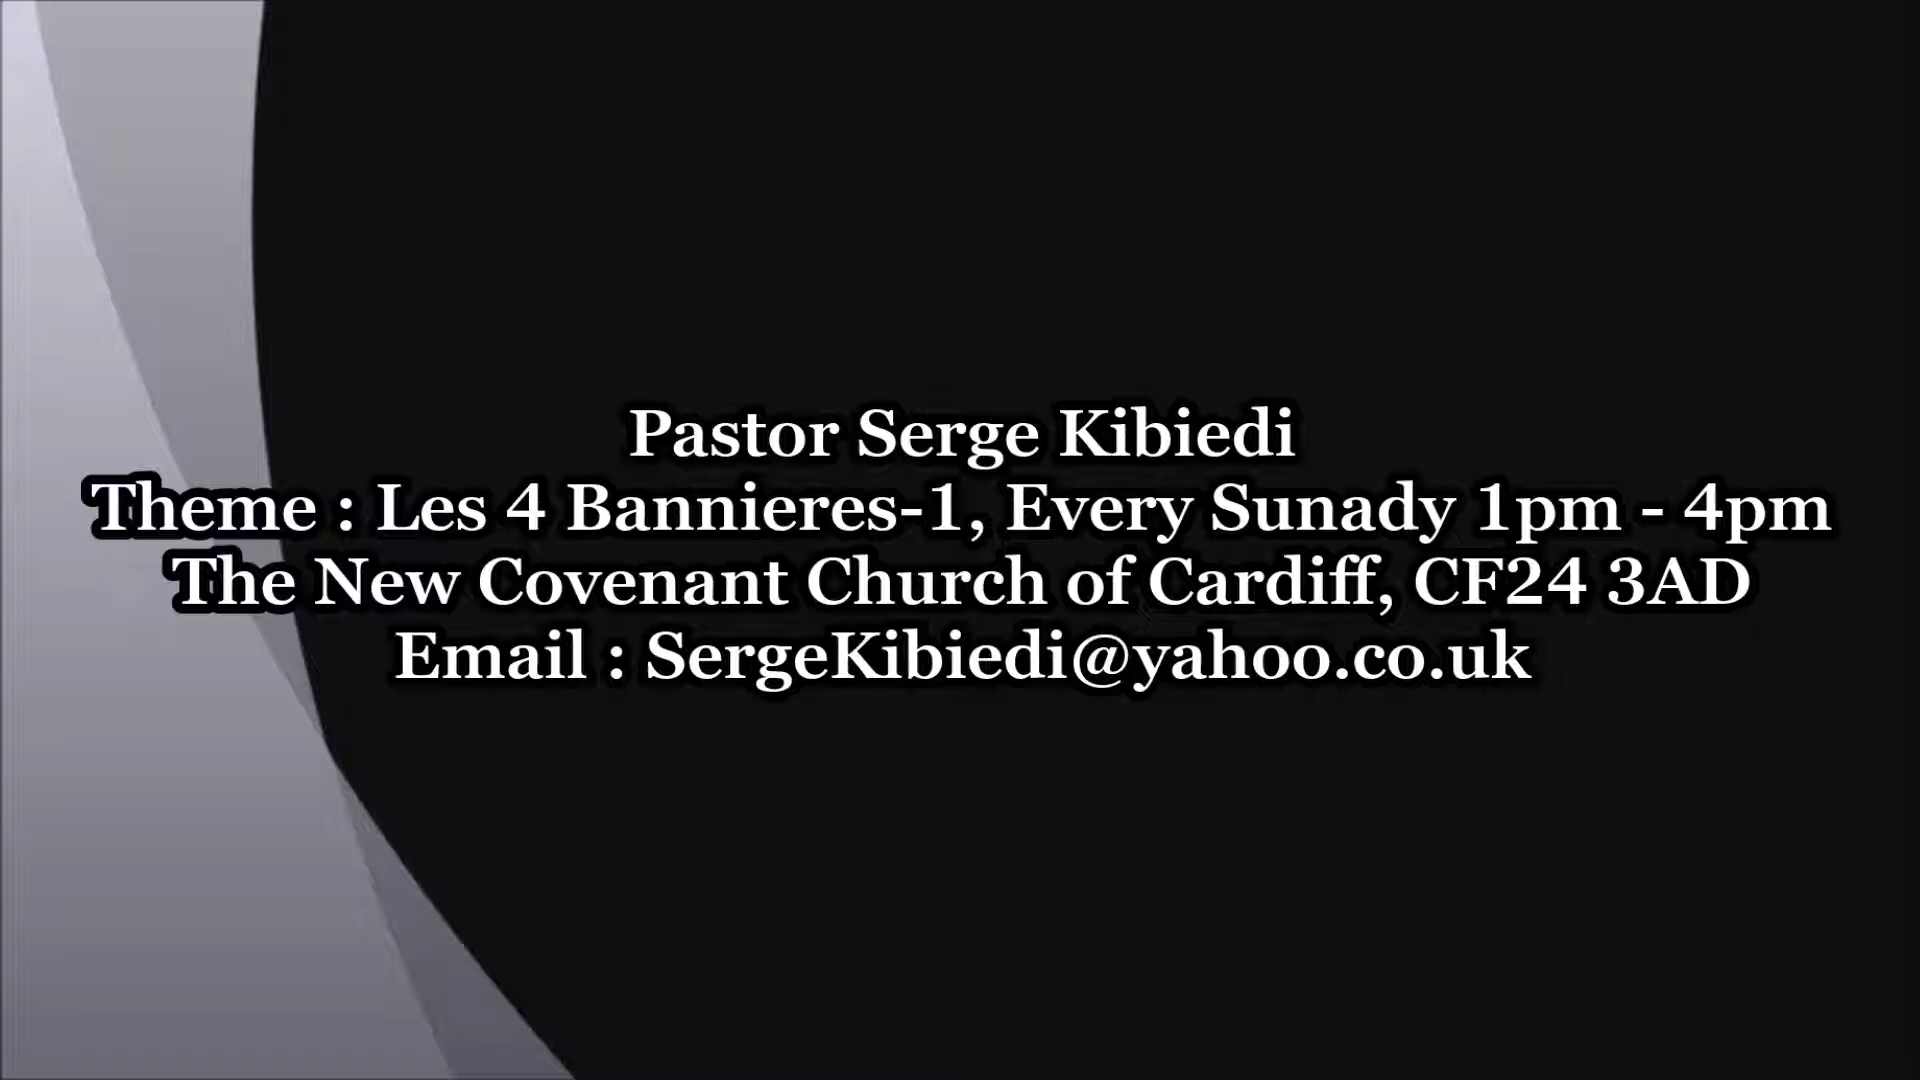 Pastor Serge Kibiedi
Theme : Les 4 Bannieres-1, Every Sunady 1pm - 4pm
The New Covenant Church of Cardiff, CF24 3AD
Email : SergeKibiedi@yahoo.co.uk